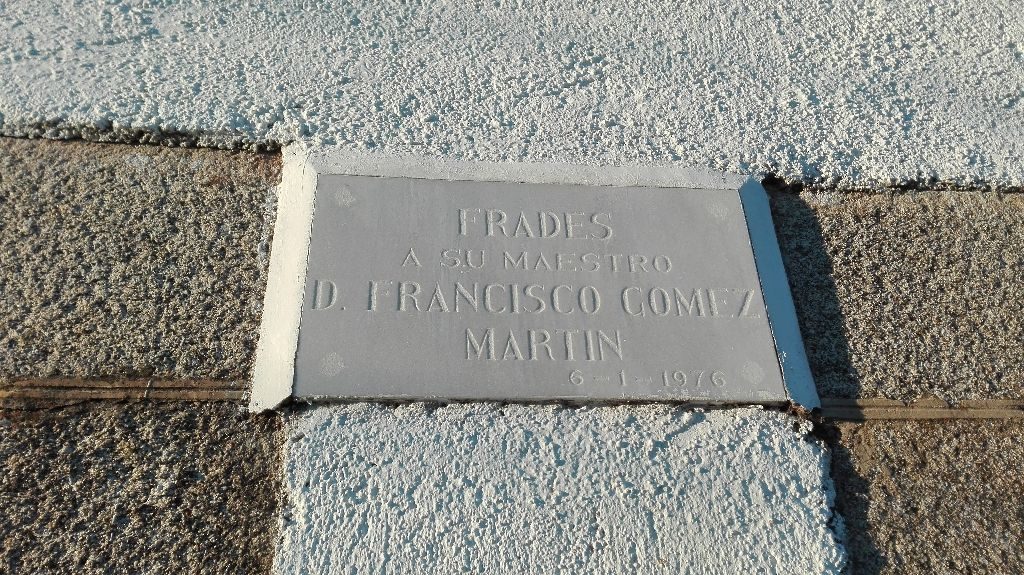 FRADES
A SU MAESTRO
D. FRANCISCO GOMEZ
MARTIN
6-1-1976